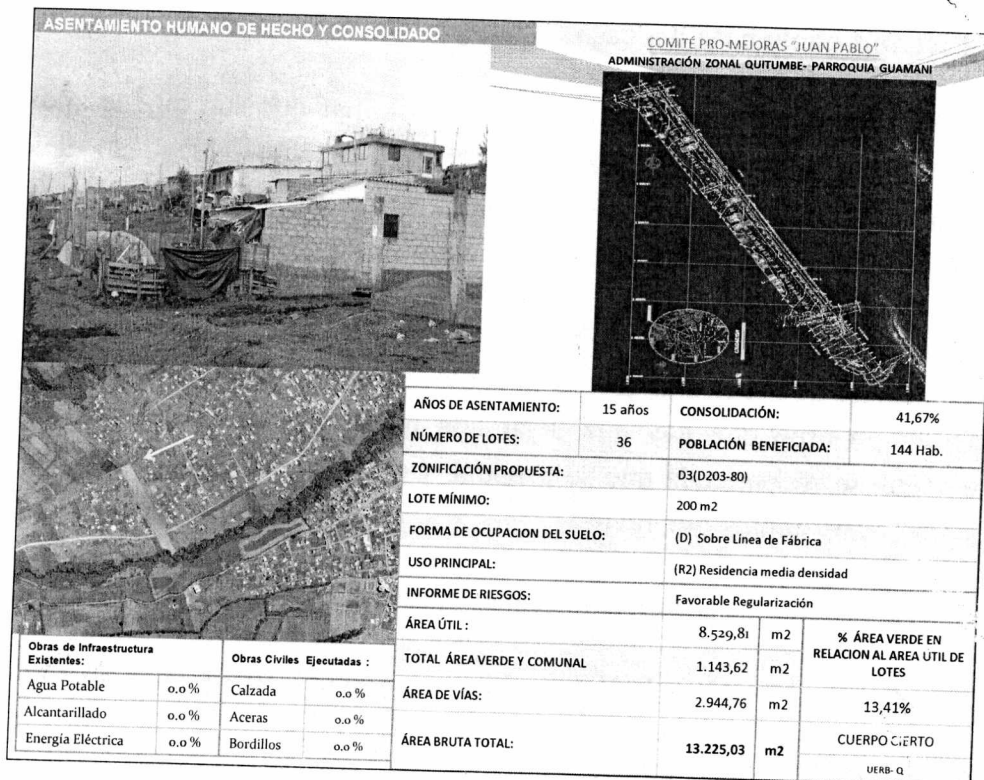 ASENTAMIENTO HUMANO DE HECHO Y CONSOLIDADO
COMITÉ PRO-MEJORAS "JUAN PABLO"
ADMINISTRACIÓN ZONAL QUITUMBE- PARROQUIA GUAMANI
AÑOS DE ASENTAMIENTO: 15 años CONSOLIDACIÓN: 41,67%
NÚMERO DE LOTES: 36 POBLACIÓN BENEFICIADA: 144 Hab.
ZONIFICACIÓN PROPUESTA: D3(D203-80)
LOTE MÍNIMO: 200 m2
FORMA DE OCUPACION DEL SUELO: (D) Sobre Línea de Fábrica
USO PRINCIPAL: (R2) Residencia media densidad
INFORME DE RIESGOS: Favorable Regularización
ÁREA ÚTIL : 8.529,81 m2
TOTAL ÁREA VERDE Y COMUNAL 1.143,62 m2
ÁREA DE VÍAS: 2.944,76 m2
ÁREA BRUTA TOTAL: 13.225,03 m2
% ÁREA VERDE EN
RELACION AL AREA UTIL DE
LOTES
13,41%
CUERPO CIERTO
UERB- Q
Obras de Infraestructura
Existentes:
Obras Civiles Ejecutadas :
Agua Potable 0.0 % Calzada 0.0 %
Alcantarillado 0.0 % Aceras 0.0 %
Energía Eléctrica 0.0 % Bordillos 0.0 %